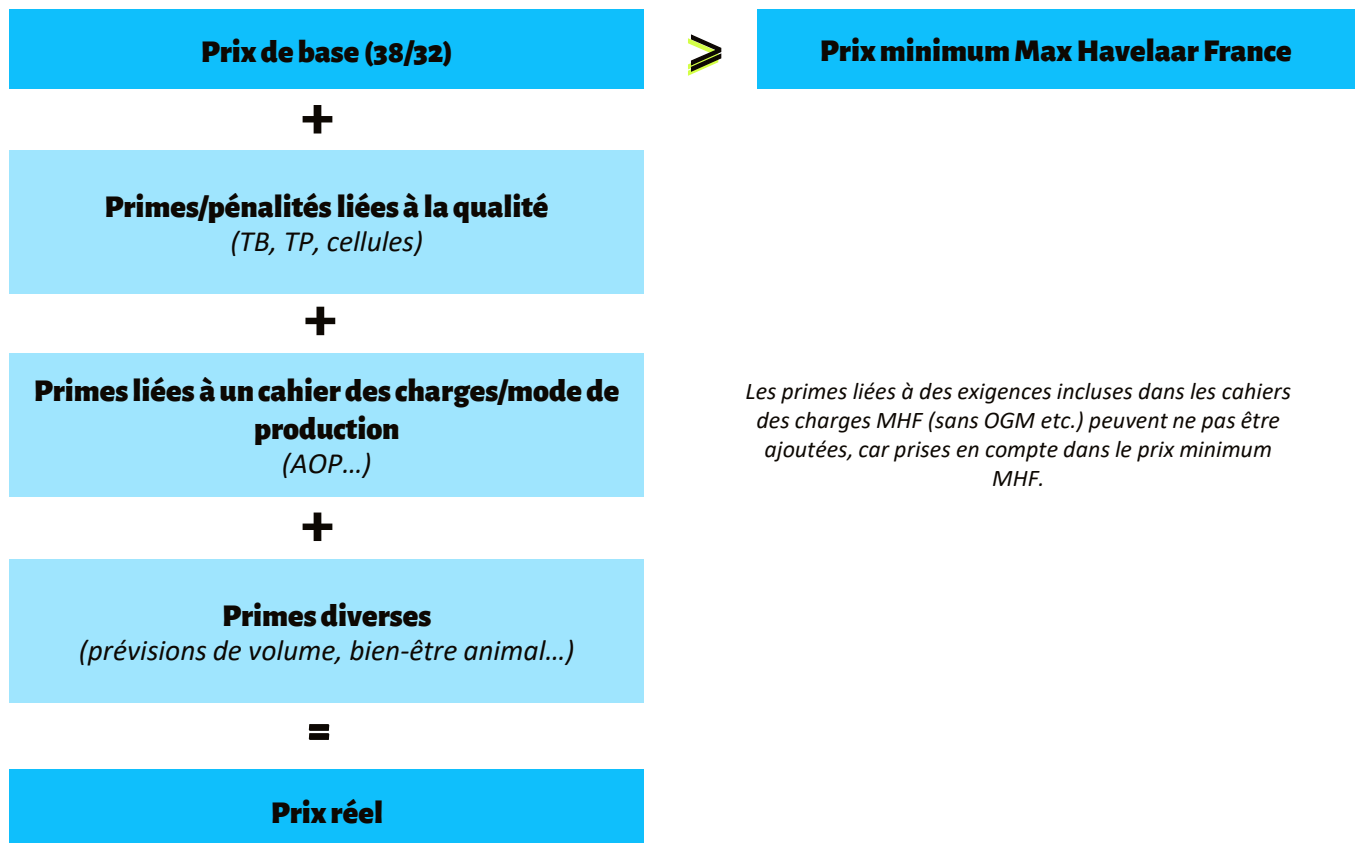 Prix de base (38/32)
⩾
Prix minimum Max Havelaar France
+
Primes/pénalités liées à la qualité
(TB, TP, cellules)
+
Primes liées à un cahier des charges/mode de
production
(AOP…)
Les primes liées à des exigences incluses dans les cahiers
des charges MHF (sans OGM etc.) peuvent ne pas être
ajoutées, car prises en compte dans le prix minimum
MHF.
+
Primes diverses
(prévisions de volume, bien-être animal…)
=
Prix réel